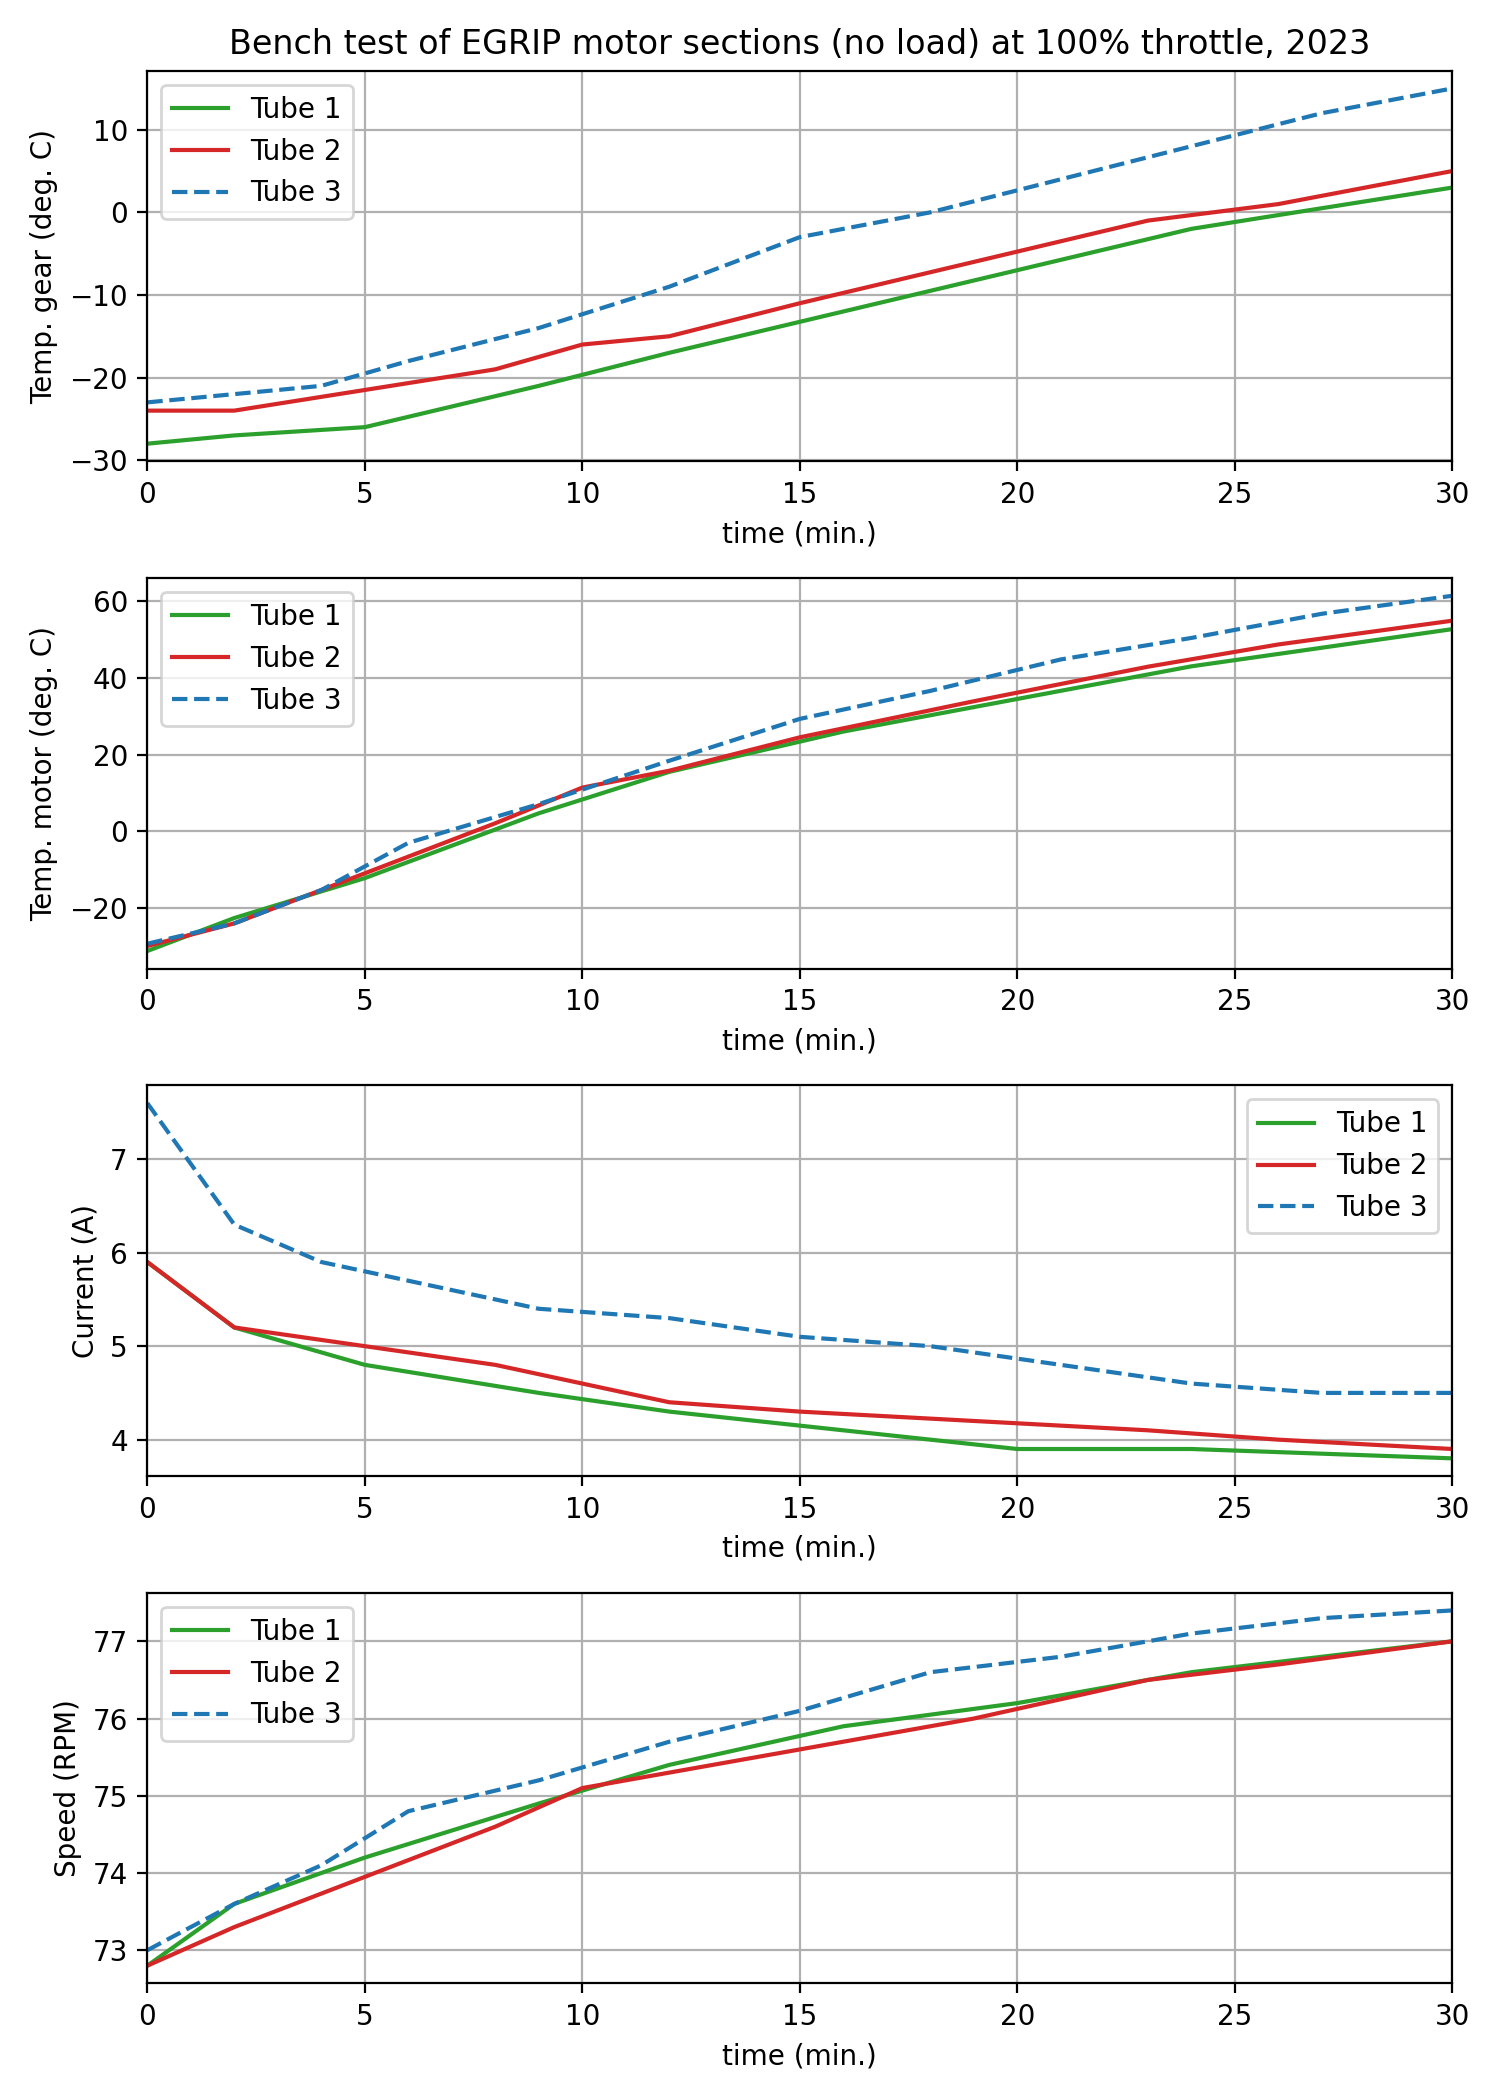 Bench test of EGRIP motor sections (no load) at 100% throttle, 2023
Temp. gear (deg. C)
Tube 1
Tube 2
Tube 3
10
0
−10
−20
−30
0 5 10 15 20 25 30
time (min.)
Temp. motor (deg. C)
Tube 1
Tube 2
Tube 3
60
40
20
0
−20
0 5 10 15 20 25 30
time (min.)
Current (A)
Tube 1
Tube 2
Tube 3
7
6
5
4
0 5 10 15 20 25 30
time (min.)
Speed (RPM)
Tube 1
Tube 2
Tube 3
77
76
75
74
73
0 5 10 15 20 25 30
time (min.)